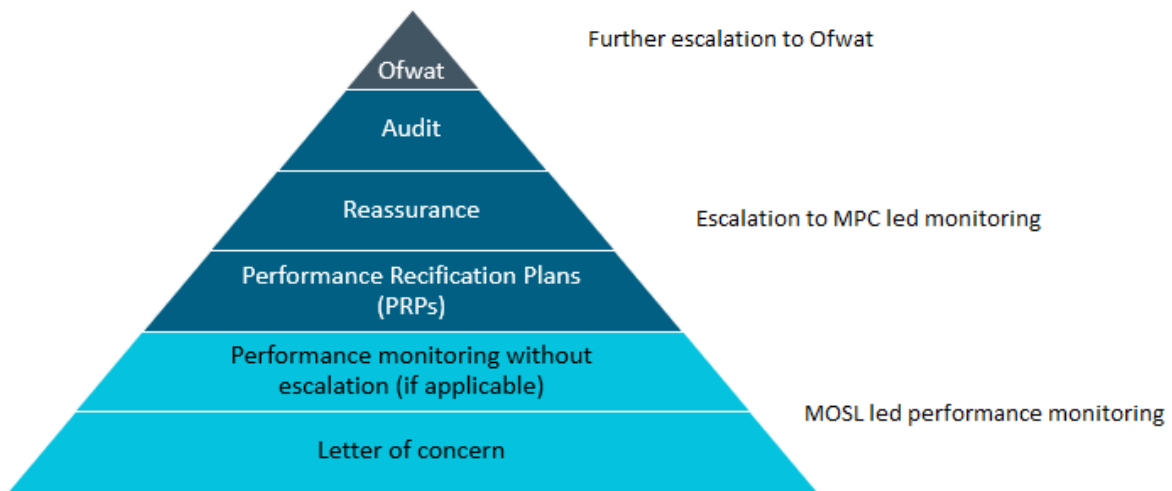 Ofwat
Further escalation to Ofwat
Audit
Reassurance
Escalation to MPC led monitoring
Performance Recification Plans
(PRPs)
Performance monitoring without
escalation (if applicable)
MOSL led performance monitoring
Letter of concern